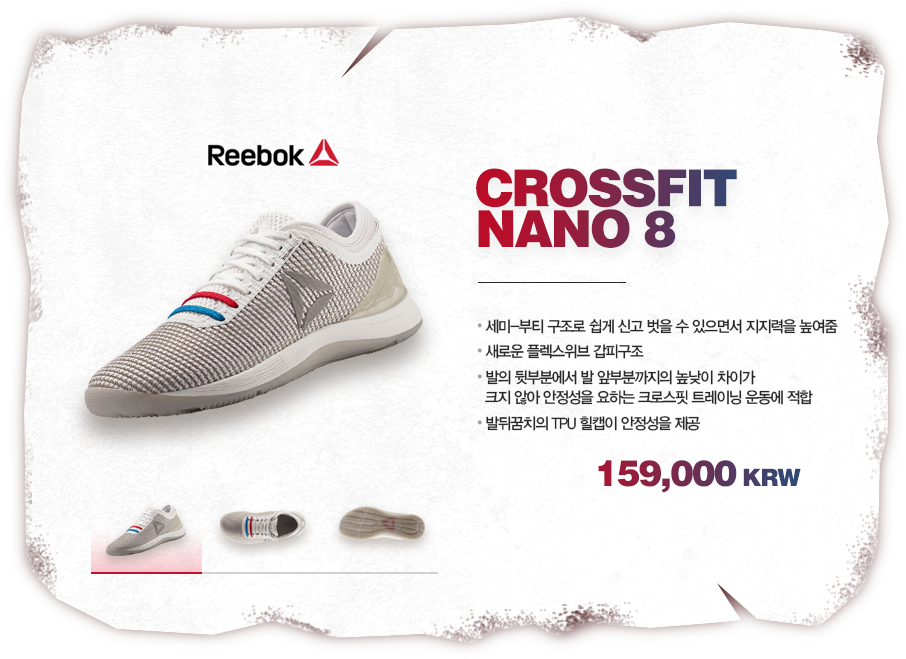 Reebok
CROSSFIT
NANO 8
• 세미-부티 구조로 쉽게 신고 벗을 수 있으면서 지지력을 높여줌
• 새로운 플렉스위브 갑피구조
• 발의 뒷부분에서 발 앞부분까지의 높낮이 차이가
크지 않아 안정성을 요하는 크로스핏 트레이닝 운동에 적합
• 발뒤꿈치의 TPU 힐캡이 안정성을 제공
159,000 KRW